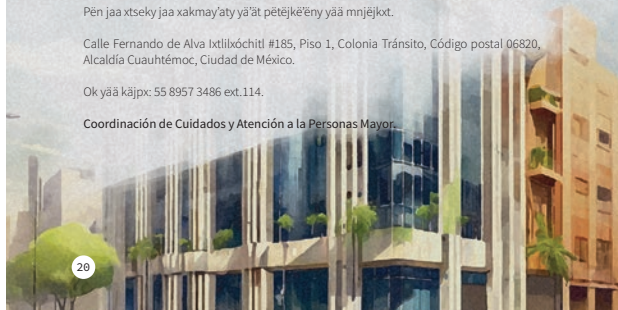 Pën jaa xtseky jaa xakmay’aty yä’ät pëtëjkë’ëny yää mnjëjkxt.
Calle Fernando de Alva Ixtlilxóchitl #185, Piso 1, Colonia Tránsito, Código postal 06820,
Alcaldía Cuauhtémoc, Ciudad de México.
Ok yää käjpx: 55 8957 3486 ext.114.
Coordinación de Cuidados y Atención a la Personas Mayor.
20